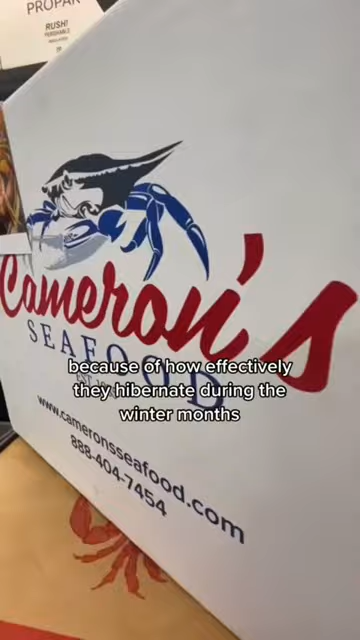 PROPAK
RUSH!
PERISHABLE
Cameron's
SEAFOOD
because of how effectively
they hibernate during the
winter months
www.cameronsseafood.com
888-404-7454